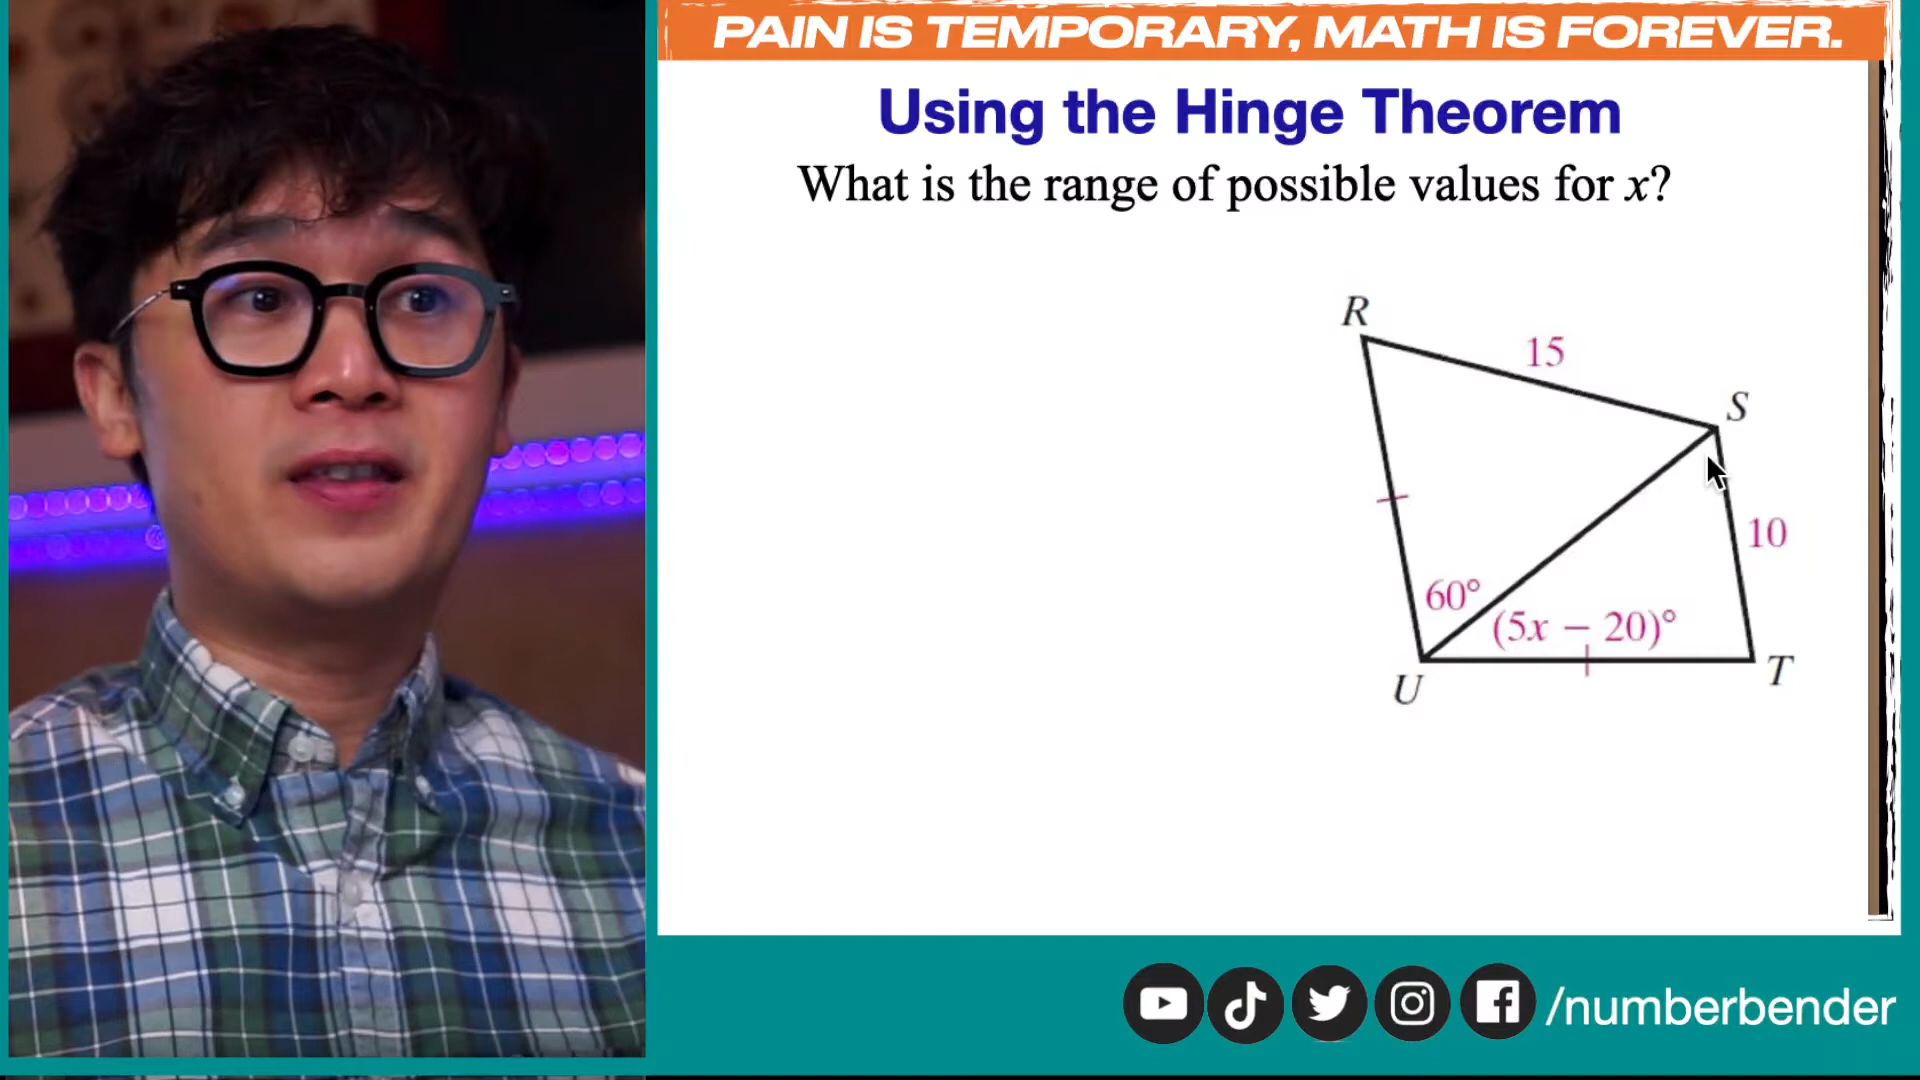 PAIN IS TEMPORARY, MATH IS FOREVER.
Using the Hinge Theorem
What is the range of possible values for x?
R
15
S
10
60°
(5x − 20)°
U
T
/numberbender